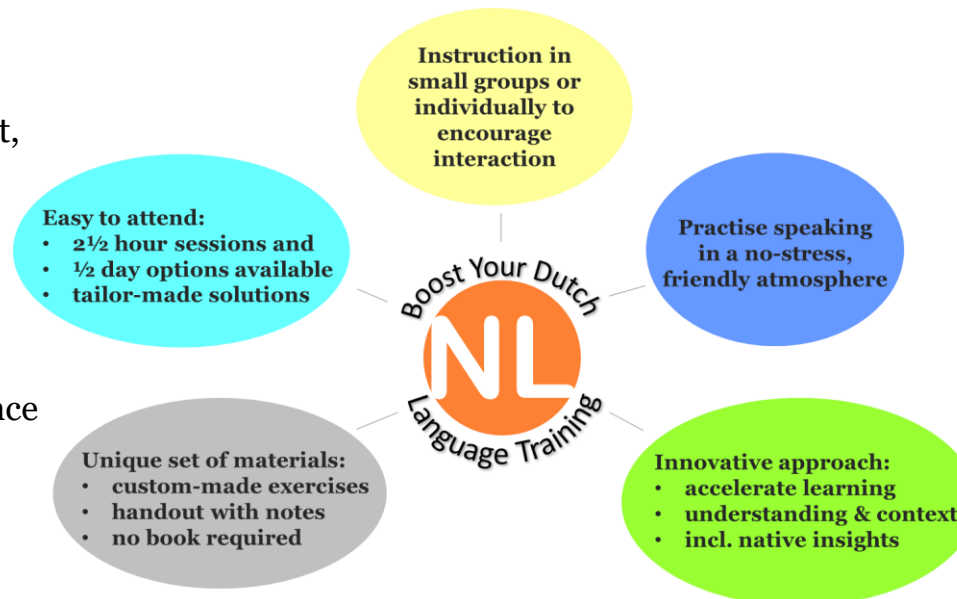 Instruction in
small groups or
individually to
encourage
interaction
t,
Easy to attend:
• 2½ hour sessions and
• ½ day options available
• tailor-made solutions
Practise speaking
in a no-stress,
friendly atmosphere
Boost Your Dutch
NL
Language Training
nce
Unique set of materials:
• custom-made exercises
• handout with notes
• no book required
Innovative approach:
• accelerate learning
• understanding & context
• incl. native insights